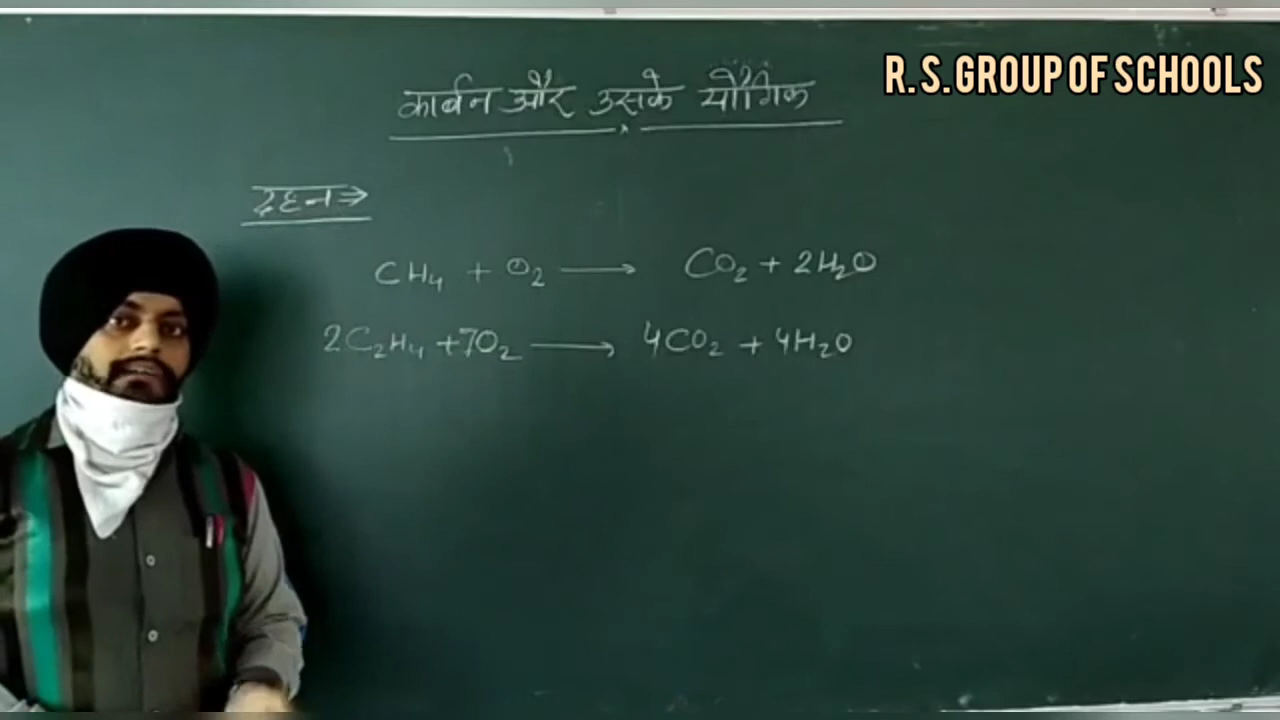 R. S. GROUP OF SCHOOLS
कार्बन और उसके यौगिक
दहन ⇒
CH₄ + O₂ ⟶ CO₂ + 2H₂O
2C₂H₄ + 7O₂ ⟶ 4CO₂ + 4H₂O